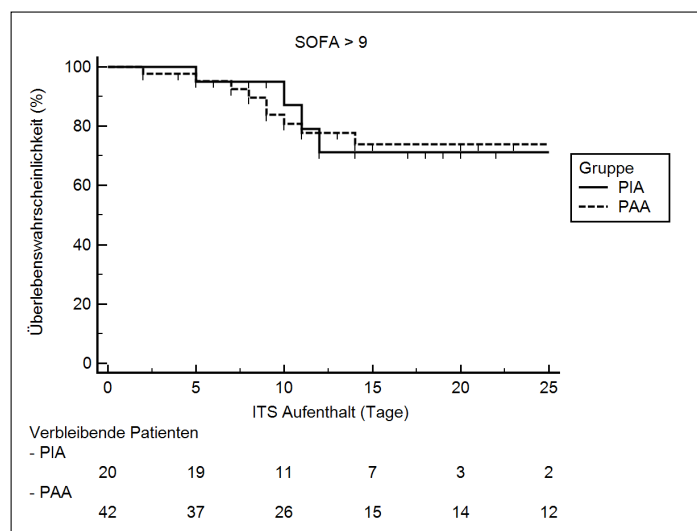 SOFA > 9
Überlebenswahrscheinlichkeit (%)
100
80
60
40
20
0
0 5 10 15 20 25
ITS Aufenthalt (Tage)
Gruppe
PIA
PAA
Verbleibende Patienten
- PIA
20 19 11 7 3 2
- PAA
42 37 26 15 14 12